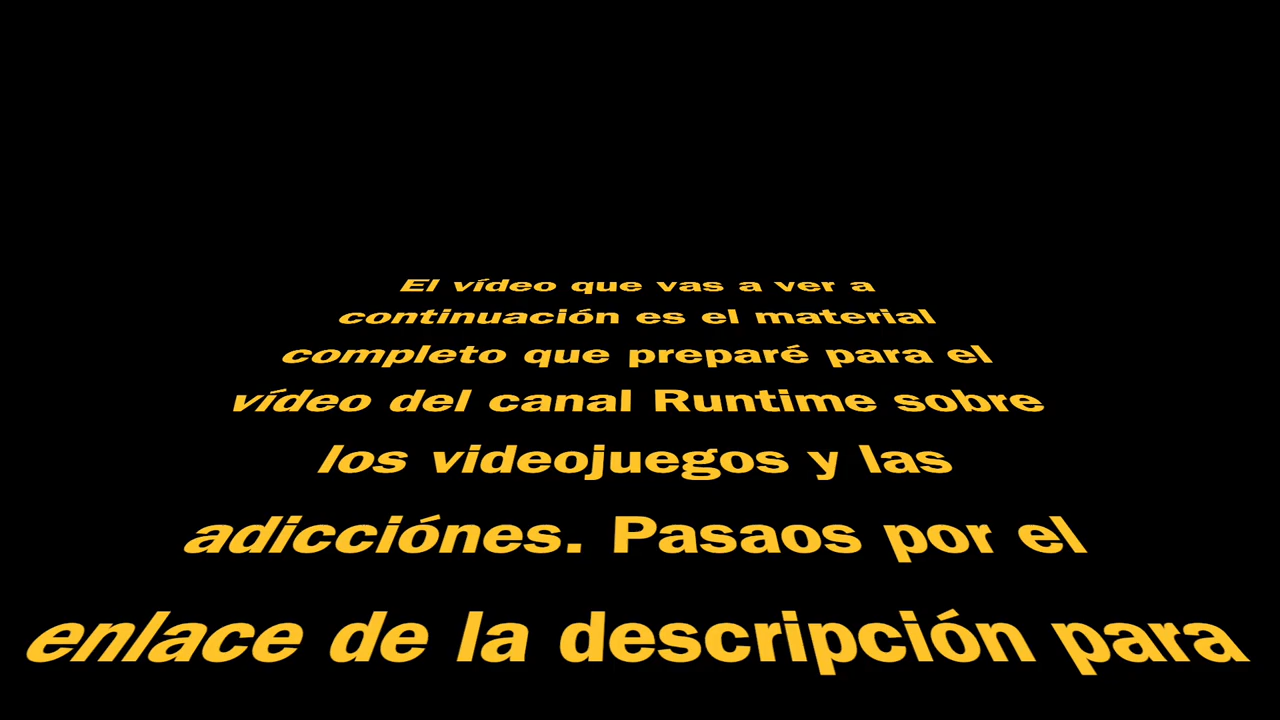 El vídeo que vas a ver a
continuación es el material
completo que preparé para el
vídeo del canal Runtime sobre
los videojuegos y las
adicciónes. Pasaos por el
enlace de la descripción para